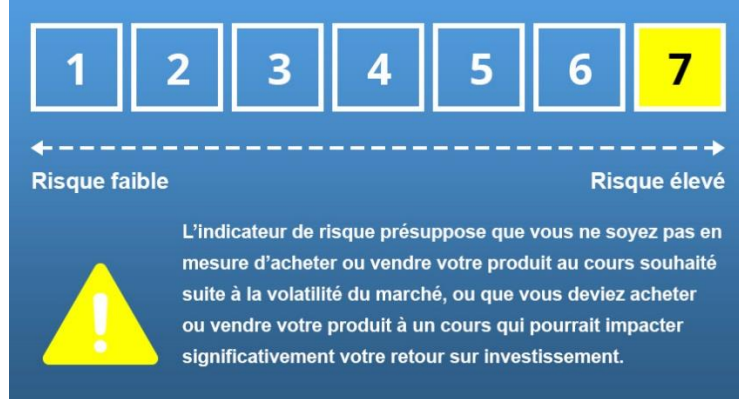 1 2 3 4 5 6 7
Risque faible Risque élevé
L'indicateur de risque présuppose que vous ne soyez pas en
mesure d'acheter ou vendre votre produit au cours souhaité
suite à la volatilité du marché, ou que vous deviez acheter
ou vendre votre produit à un cours qui pourrait impacter
significativement votre retour sur investissement.